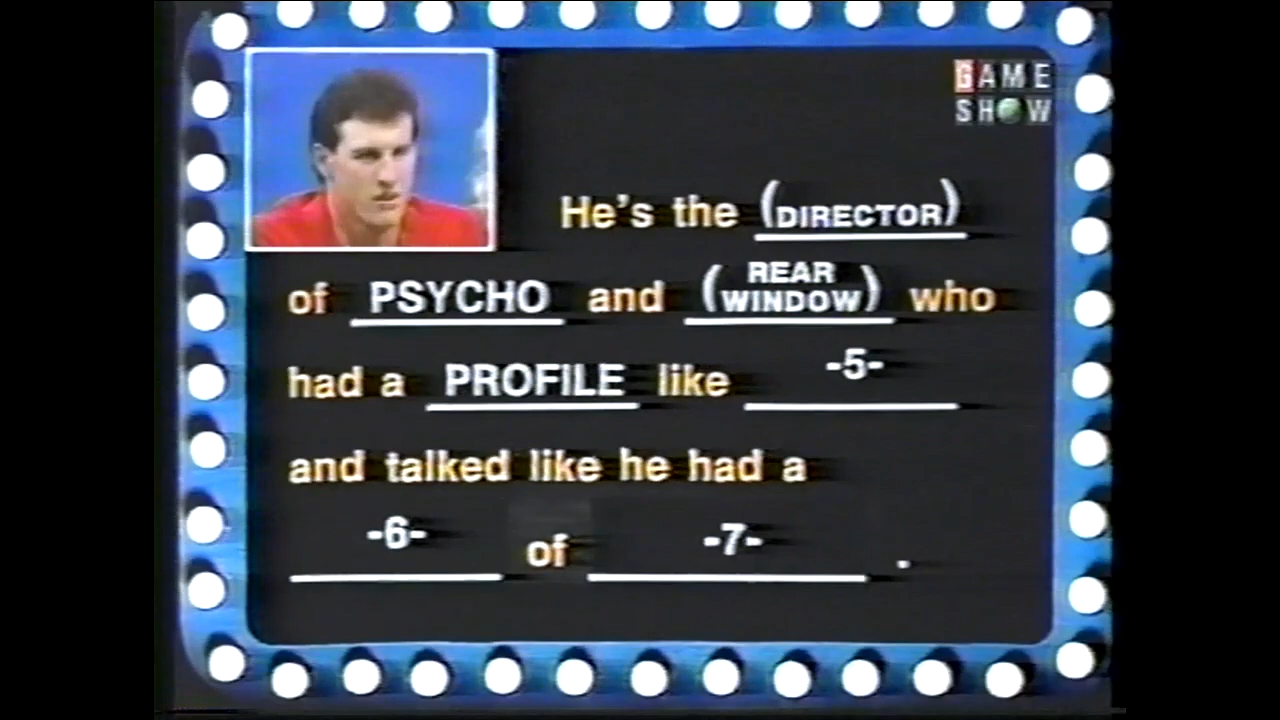 GAME
SHOW
He's the (DIRECTOR)
of PSYCHO and (REAR WINDOW) who
had a PROFILE like -5-
and talked like he had a
-6- of -7- .